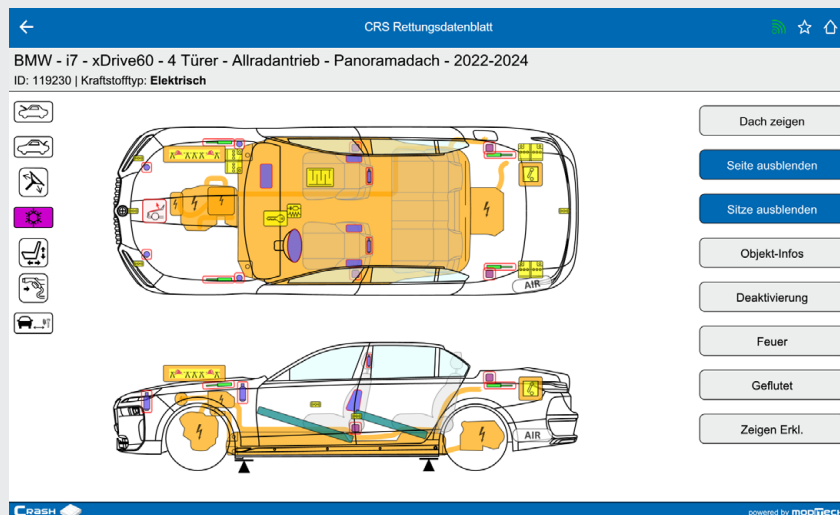 CRS Rettungsdatenblatt
BMW - i7 - xDrive60 - 4 Türer - Allradantrieb - Panoramadach - 2022-2024
ID: 119230 | Kraftstofftyp: Elektrisch
Dach zeigen
Seite ausblenden
Sitze ausblenden
Objekt-Infos
Deaktivierung
Feuer
Geflutet
Zeigen Erkl.
AIR
AIR
CRASH
powered by MODITECH